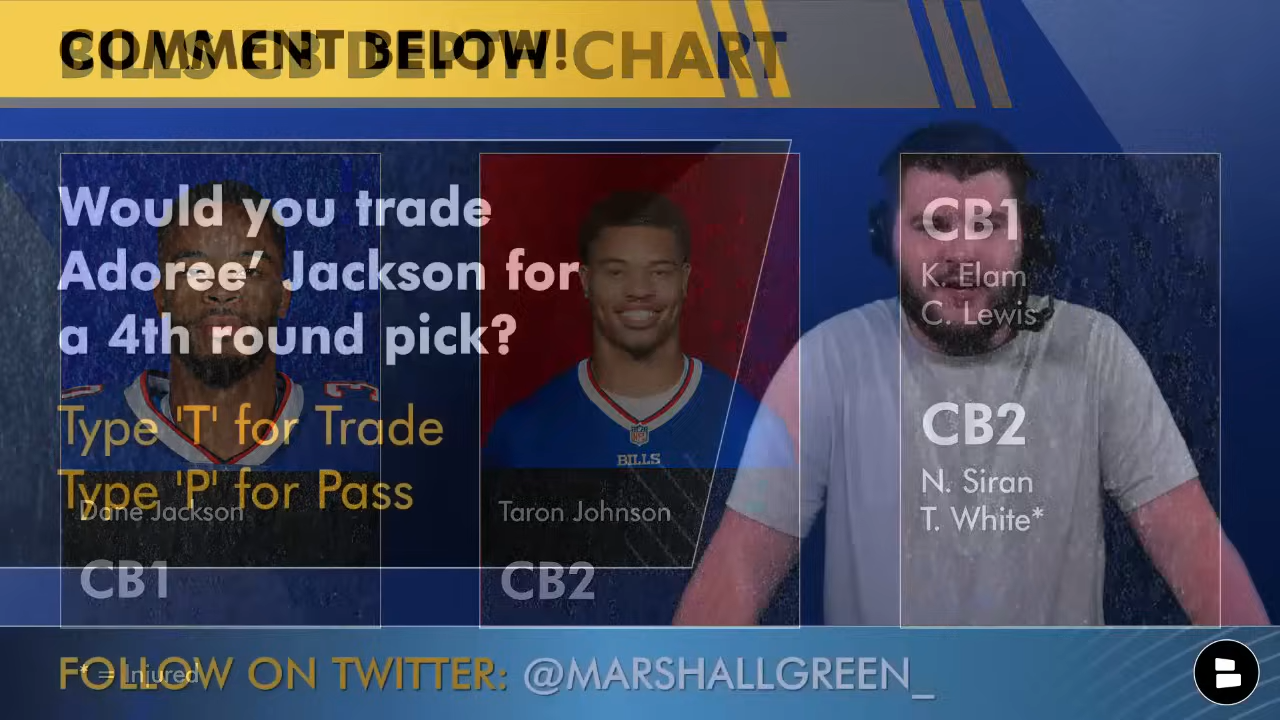 COMMENT BELOW!
BILLS CB DEPTH CHART
Would you trade
Adoree' Jackson for
a 4th round pick?
Type 'T' for Trade
Type 'P' for Pass
Dane Jackson
CB1
BILLS
Taron Johnson
CB2
CB1
K. Elam
C. Lewis
CB2
N. Siran
T. White*
* = Injured
FOLLOW ON TWITTER: @MARSHALLGREEN_